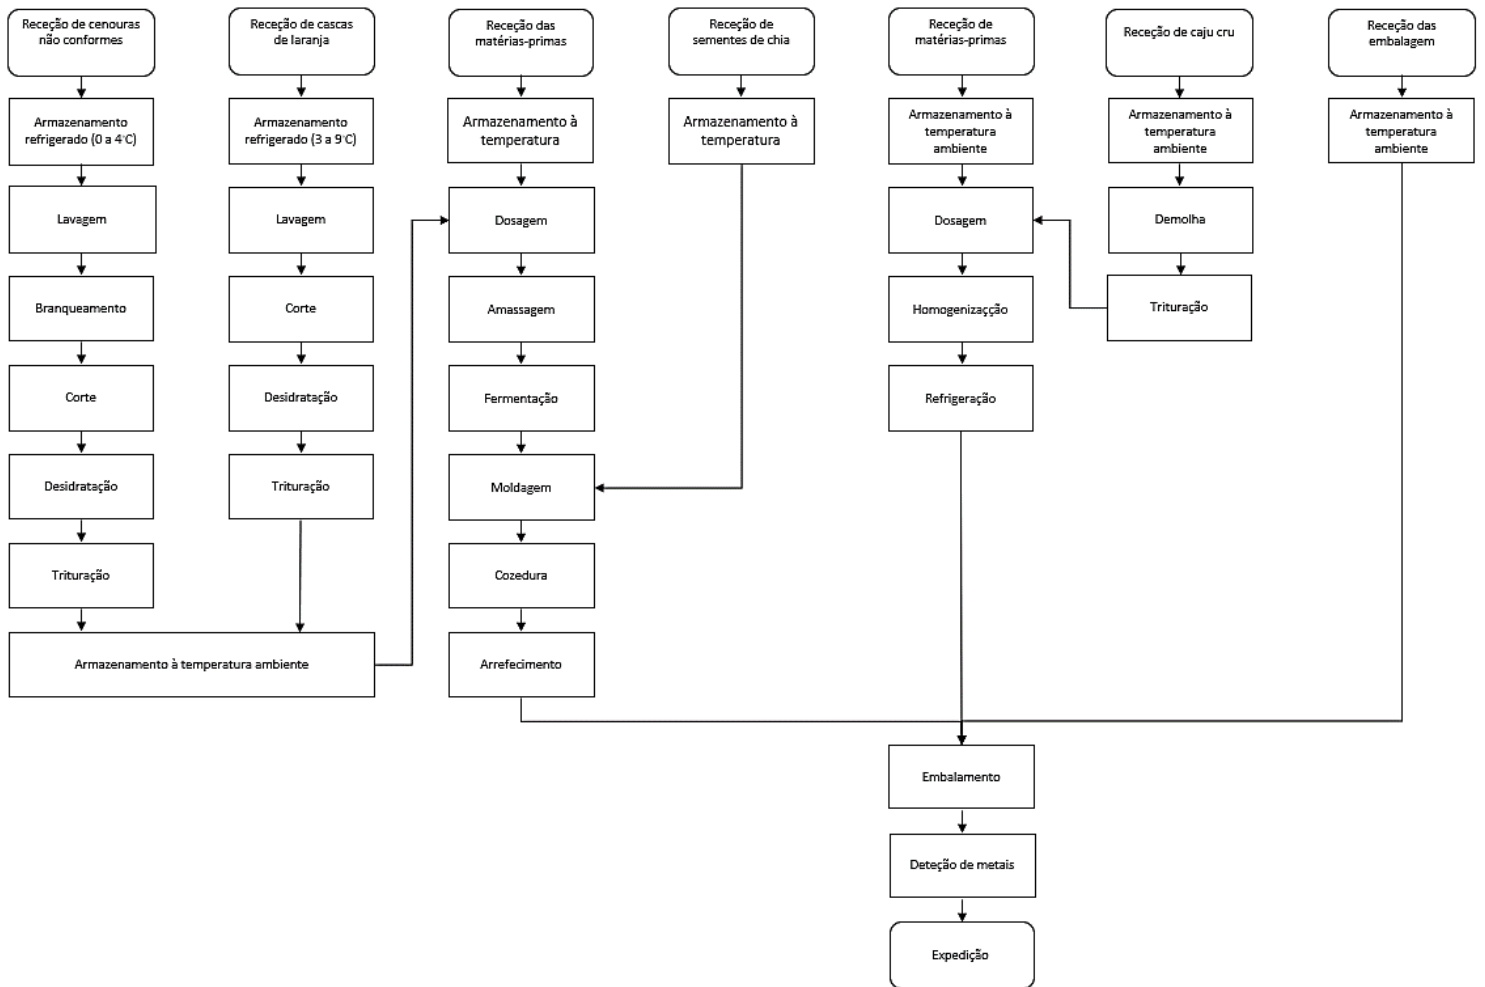 Receção de cenouras
não conformes
Receção de cascas
de laranja
Receção das
matérias-primas
Receção de
sementes de chia
Receção de
matérias-primas
Receção de caju cru
Receção das
embalagem
Armazenamento
refrigerado (0 a 4°C)
Armazenamento
refrigerado (3 a 9°C)
Armazenamento à
temperatura
Armazenamento à
temperatura
Armazenamento à
temperatura
ambiente
Armazenamento à
temperatura
ambiente
Armazenamento à
temperatura
ambiente
Lavagem
Lavagem
Dosagem
Dosagem
Demolha
Branqueamento
Corte
Amassagem
Homogenizaçção
Trituração
Corte
Desidratação
Fermentação
Refrigeração
Desidratação
Trituração
Moldagem
Trituração
Cozedura
Armazenamento à temperatura ambiente
Arrefecimento
Embalamento
Deteção de metais
Expedição